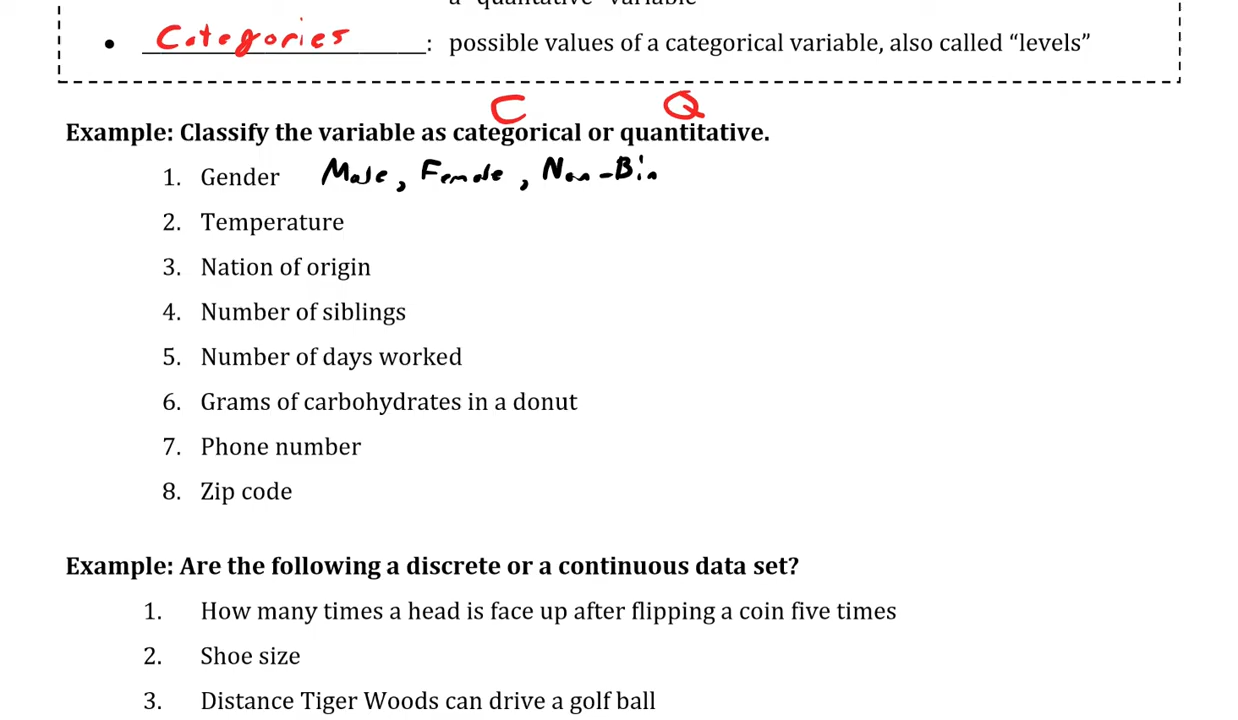 a "quantitative" variable
• Categories: possible values of a categorical variable, also called “levels”
C Q
Example: Classify the variable as categorical or quantitative.
1. Gender Male, Female, Non-Bin
2. Temperature
3. Nation of origin
4. Number of siblings
5. Number of days worked
6. Grams of carbohydrates in a donut
7. Phone number
8. Zip code
Example: Are the following a discrete or a continuous data set?
1. How many times a head is face up after flipping a coin five times
2. Shoe size
3. Distance Tiger Woods can drive a golf ball